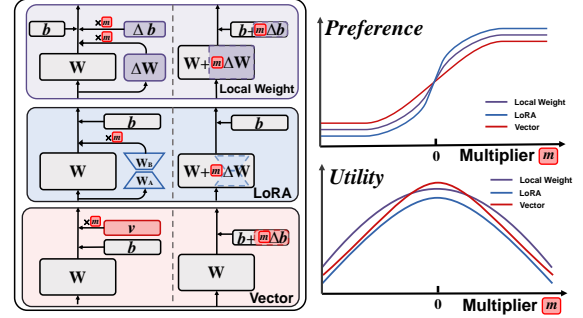 b
×m
Δb
×m
W
ΔW
b+mΔb
W+mΔW
Local Weight
b
×m
W
W_B
W_A
b
W+mΔW
LoRA
×m
v
b
W
b+mΔb
W
Vector
Preference
Local Weight
LoRA
Vector
0
Multiplier m
Utility
Local Weight
LoRA
Vector
0
Multiplier m